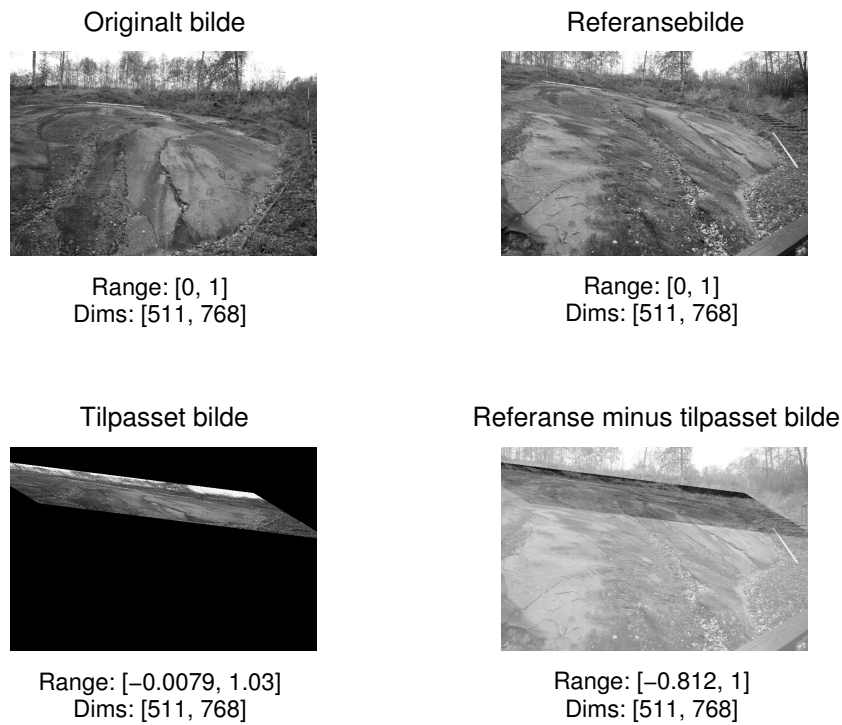 Originalt bilde
Referansebilde
Range: [0, 1]
Dims: [511, 768]
Range: [0, 1]
Dims: [511, 768]
Tilpasset bilde
Referanse minus tilpasset bilde
Range: [−0.0079, 1.03]
Dims: [511, 768]
Range: [−0.812, 1]
Dims: [511, 768]